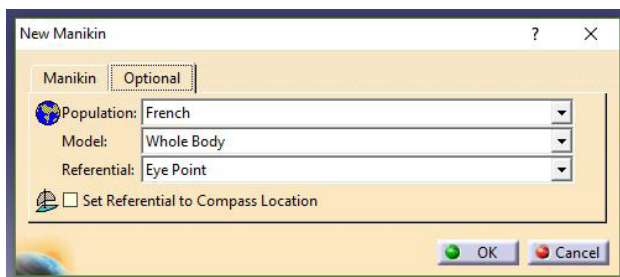 New Manikin ? X
Manikin Optional
Population: French
Model: Whole Body
Referential: Eye Point
Set Referential to Compass Location
OK Cancel